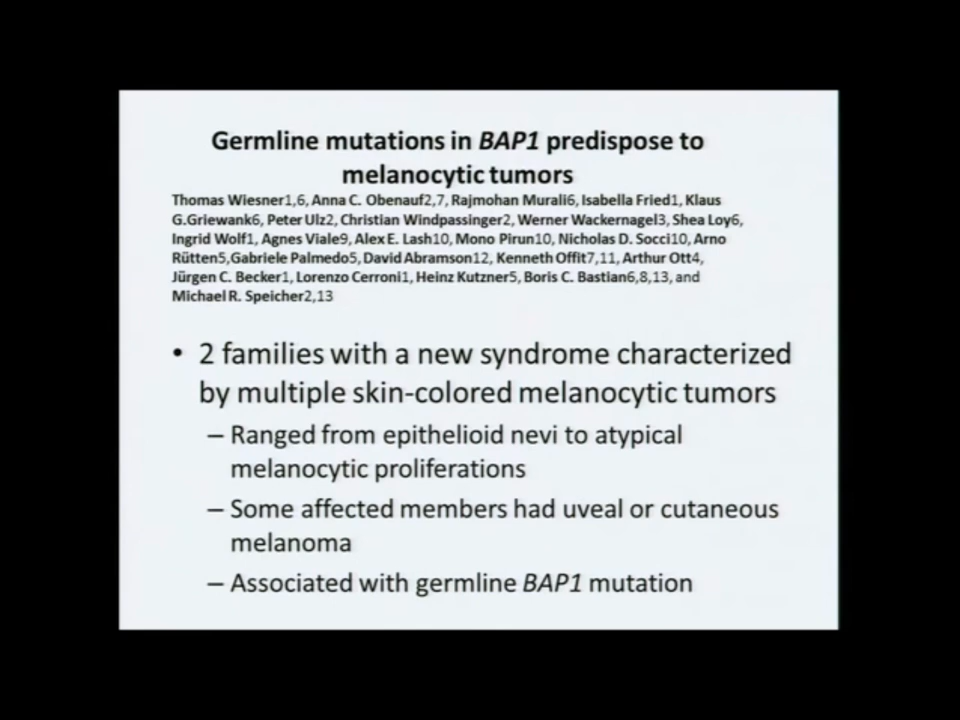 Germline mutations in BAP1 predispose to
melanocytic tumors
Thomas Wiesner1,6, Anna C. Obenauf2,7, Rajmohan Murali6, Isabella Fried1, Klaus
G.Griewank6, Peter Ulz2, Christian Windpassinger2, Werner Wackernagel3, Shea Loy6,
Ingrid Wolf1, Agnes Viale9, Alex E. Lash10, Mono Pirun10, Nicholas D. Socci10, Arno
Rütten5,Gabriele Palmedo5, David Abramson12, Kenneth Offit7,11, Arthur Ott4,
Jürgen C. Becker1, Lorenzo Cerroni1, Heinz Kutzner5, Boris C. Bastian6,8,13, and
Michael R. Speicher2,13
• 2 families with a new syndrome characterized
by multiple skin-colored melanocytic tumors
– Ranged from epithelioid nevi to atypical
melanocytic proliferations
– Some affected members had uveal or cutaneous
melanoma
– Associated with germline BAP1 mutation